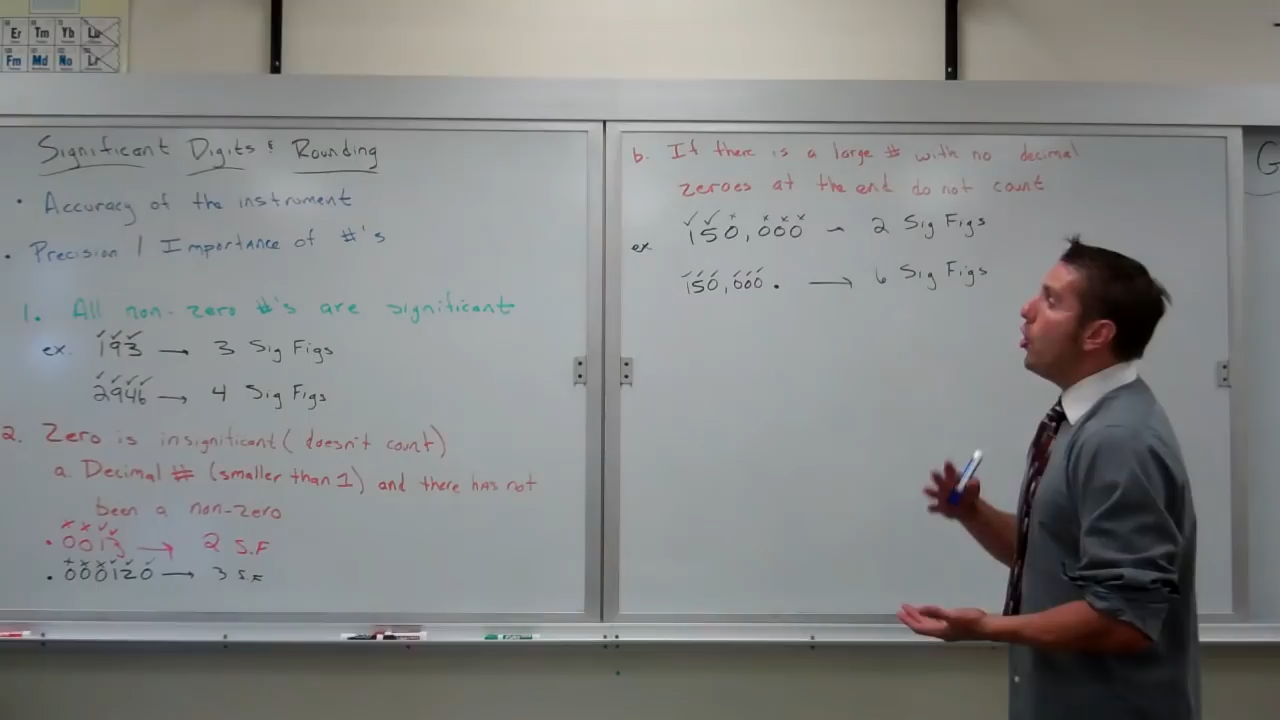 Er Tm Yb Lu
Fm Md No Lr
Significant Digits & Rounding
• Accuracy of the instrument
• Precision / Importance of #'s
1. All non-zero #'s are significant
ex. 193 → 3 Sig Figs
2946 → 4 Sig Figs
2. Zero is insignificant (doesn't count)
a. Decimal # (smaller than 1) and there has not
been a non-zero
.0013 → 2 S.F
.000120 → 3 S.F
b. If there is a large # with no decimal
zeroes at the end do not count
ex. 150,000 – 2 Sig Figs
150,000. → 6 Sig Figs
G